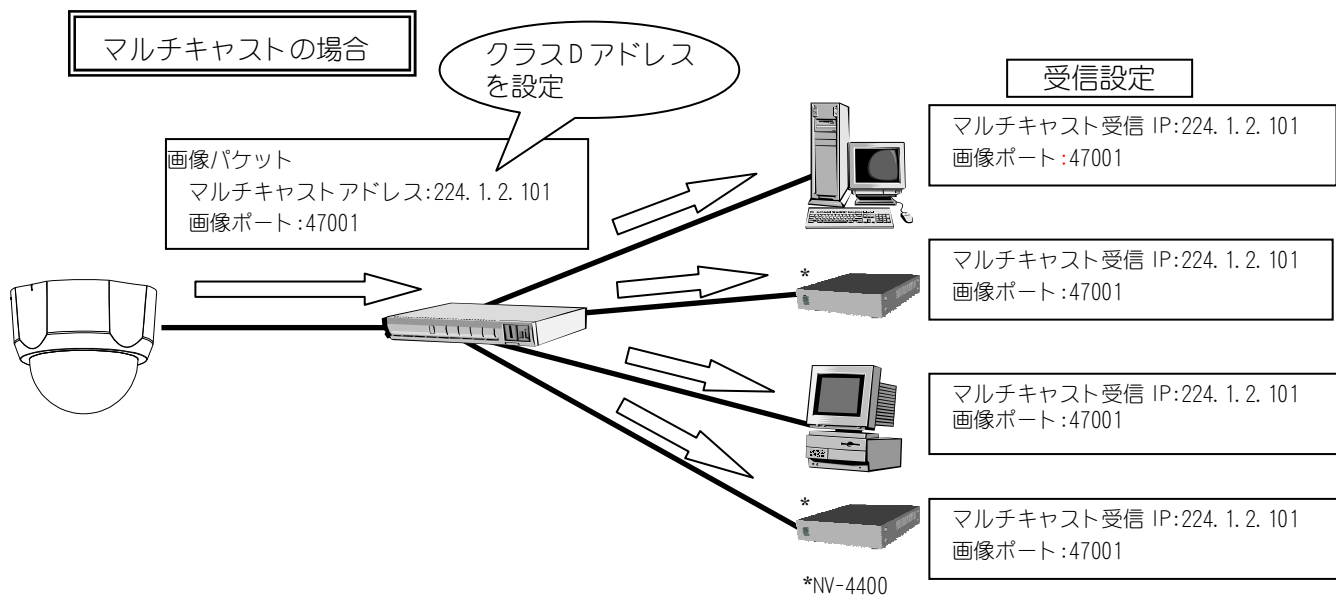 マルチキャストの場合
クラスDアドレス
を設定
受信設定
画像パケット
マルチキャストアドレス:224.1.2.101
画像ポート:47001
マルチキャスト受信 IP:224.1.2.101
画像ポート:47001
*
マルチキャスト受信 IP:224.1.2.101
画像ポート:47001
マルチキャスト受信 IP:224.1.2.101
画像ポート:47001
*
マルチキャスト受信 IP:224.1.2.101
画像ポート:47001
*NV-4400